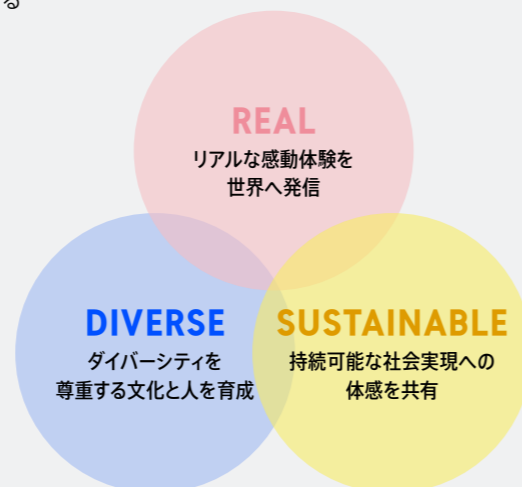 る
REAL
リアルな感動体験を
世界へ発信
DIVERSE
ダイバーシティを
尊重する文化と人を育成
SUSTAINABLE
持続可能な社会実現への
体感を共有